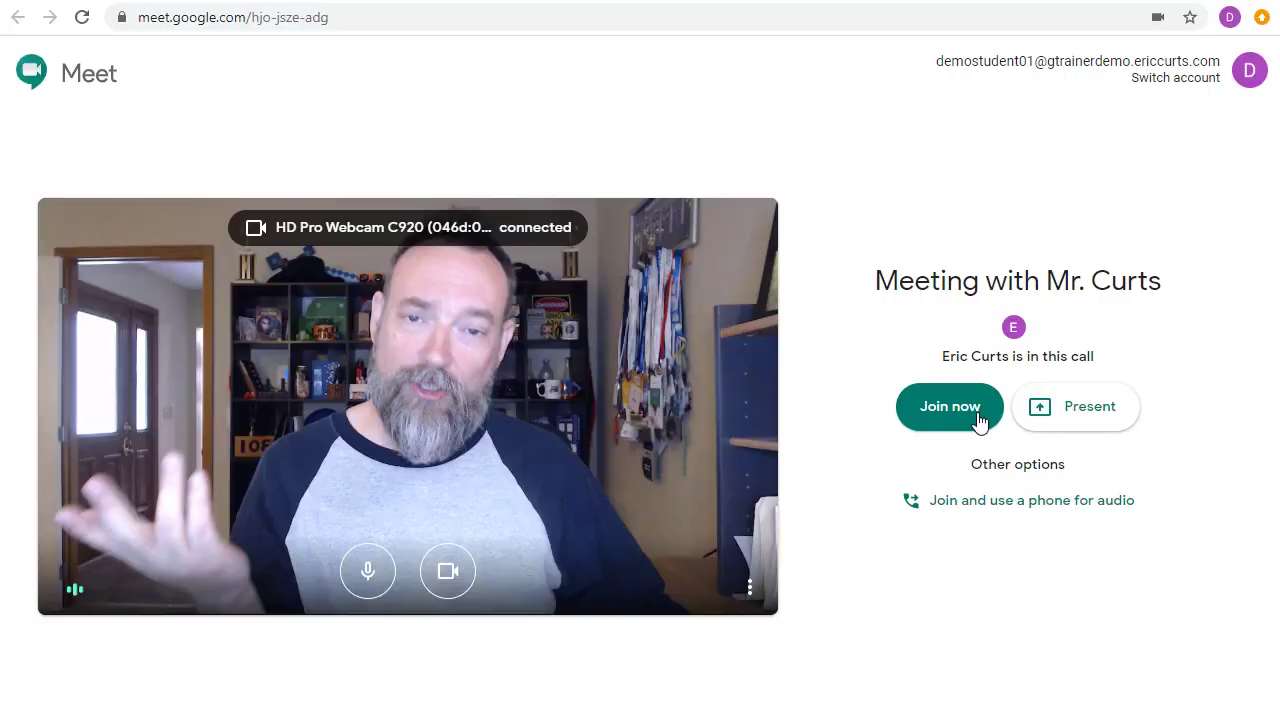 meet.google.com/hjo-jsze-adg
D
Meet
demostudent01@gtrainerdemo.ericcurts.com
Switch account
D
HD Pro Webcam C920 (046d:0... connected
108
Meeting with Mr. Curts
E
Eric Curts is in this call
Join now
Present
Other options
Join and use a phone for audio